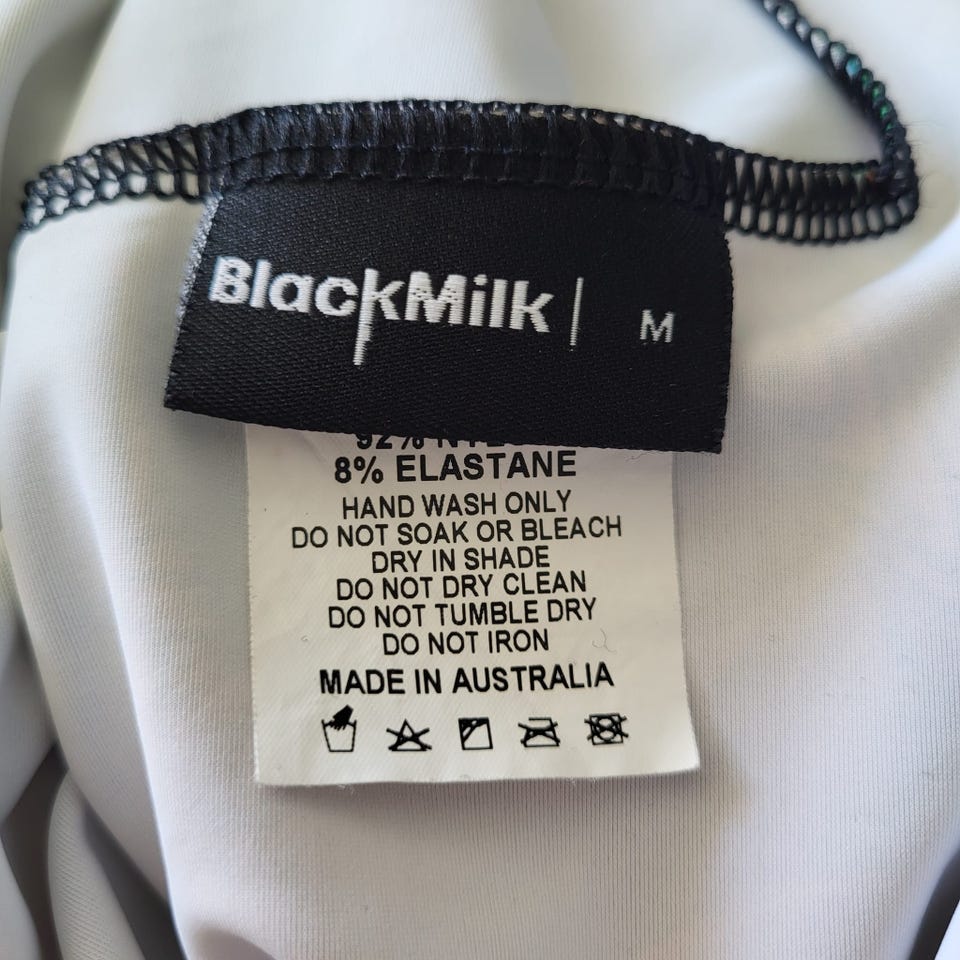 BlackMilk | M
92%
8% ELASTANE
HAND WASH ONLY
DO NOT SOAK OR BLEACH
DRY IN SHADE
DO NOT DRY CLEAN
DO NOT TUMBLE DRY
DO NOT IRON
MADE IN AUSTRALIA